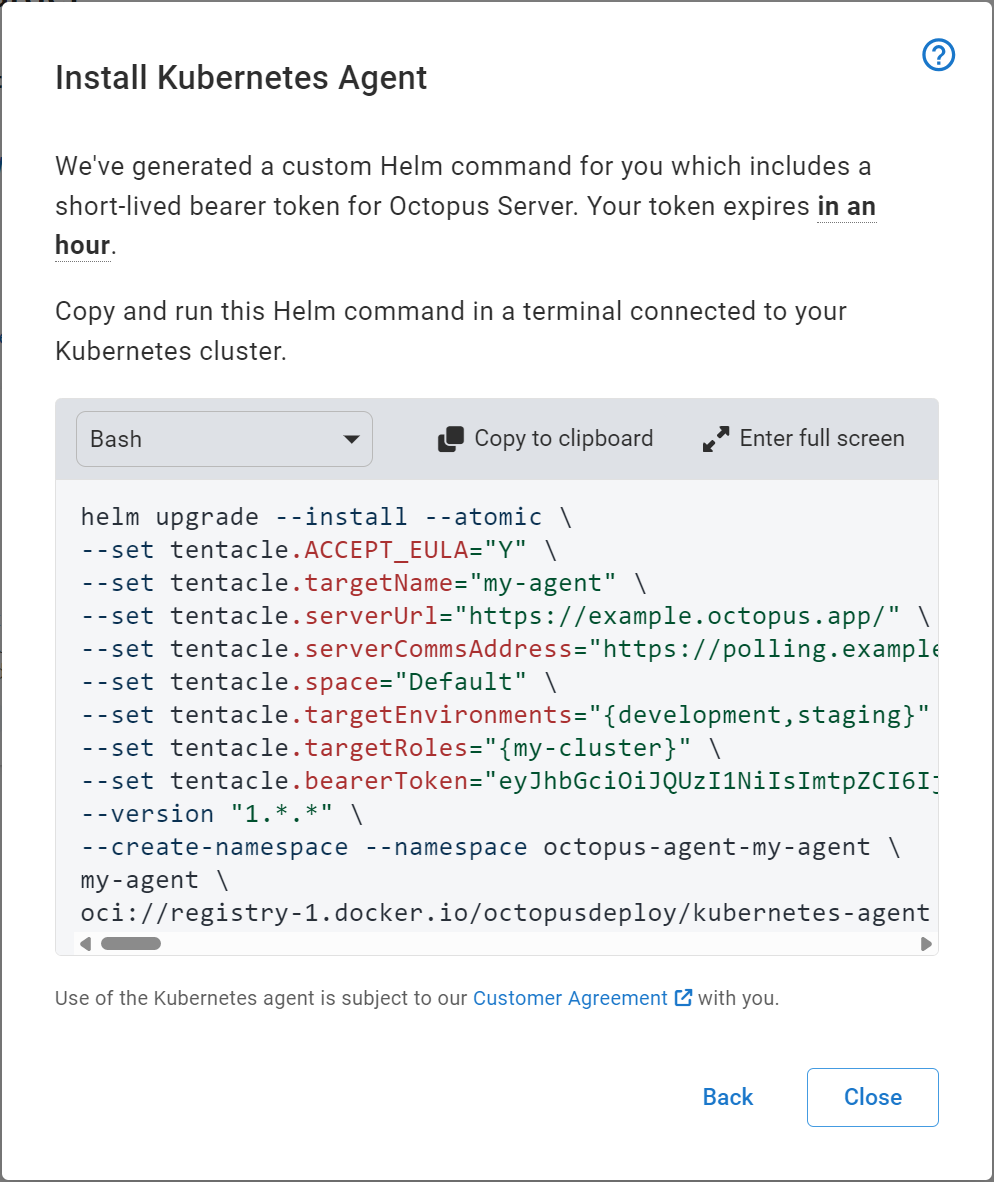 Install Kubernetes Agent
We've generated a custom Helm command for you which includes a
short-lived bearer token for Octopus Server. Your token expires in an
hour.
Copy and run this Helm command in a terminal connected to your
Kubernetes cluster.
Bash Copy to clipboard Enter full screen
helm upgrade --install --atomic \
--set tentacle.ACCEPT_EULA="Y" \
--set tentacle.targetName="my-agent" \
--set tentacle.serverUrl="https://example.octopus.app/" \
--set tentacle.serverCommsAddress="https://polling.example
--set tentacle.space="Default" \
--set tentacle.targetEnvironments="{development,staging}"
--set tentacle.targetRoles="{my-cluster}" \
--set tentacle.bearerToken="eyJhbGciOiJQUzI1NiIsImtpZCI6Ij
--version "1.*.*" \
--create-namespace --namespace octopus-agent-my-agent \
my-agent \
oci://registry-1.docker.io/octopusdeploy/kubernetes-agent
Use of the Kubernetes agent is subject to our Customer Agreement with you.
Back Close